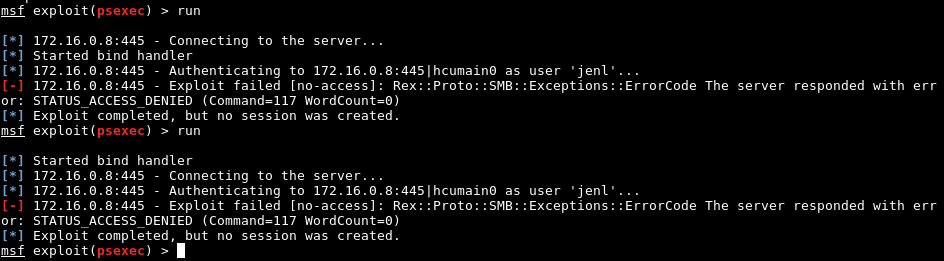 msf exploit(psexec) > run
[*] 172.16.0.8:445 - Connecting to the server...
[*] Started bind handler
[*] 172.16.0.8:445 - Authenticating to 172.16.0.8:445|hcumain0 as user 'jenl'...
[-] 172.16.0.8:445 - Exploit failed [no-access]: Rex::Proto::SMB::Exceptions::ErrorCode The server responded with err
or: STATUS_ACCESS_DENIED (Command=117 WordCount=0)
[*] Exploit completed, but no session was created.
msf exploit(psexec) > run
[*] Started bind handler
[*] 172.16.0.8:445 - Connecting to the server...
[*] 172.16.0.8:445 - Authenticating to 172.16.0.8:445|hcumain0 as user 'jenl'...
[-] 172.16.0.8:445 - Exploit failed [no-access]: Rex::Proto::SMB::Exceptions::ErrorCode The server responded with err
or: STATUS_ACCESS_DENIED (Command=117 WordCount=0)
[*] Exploit completed, but no session was created.
msf exploit(psexec) >